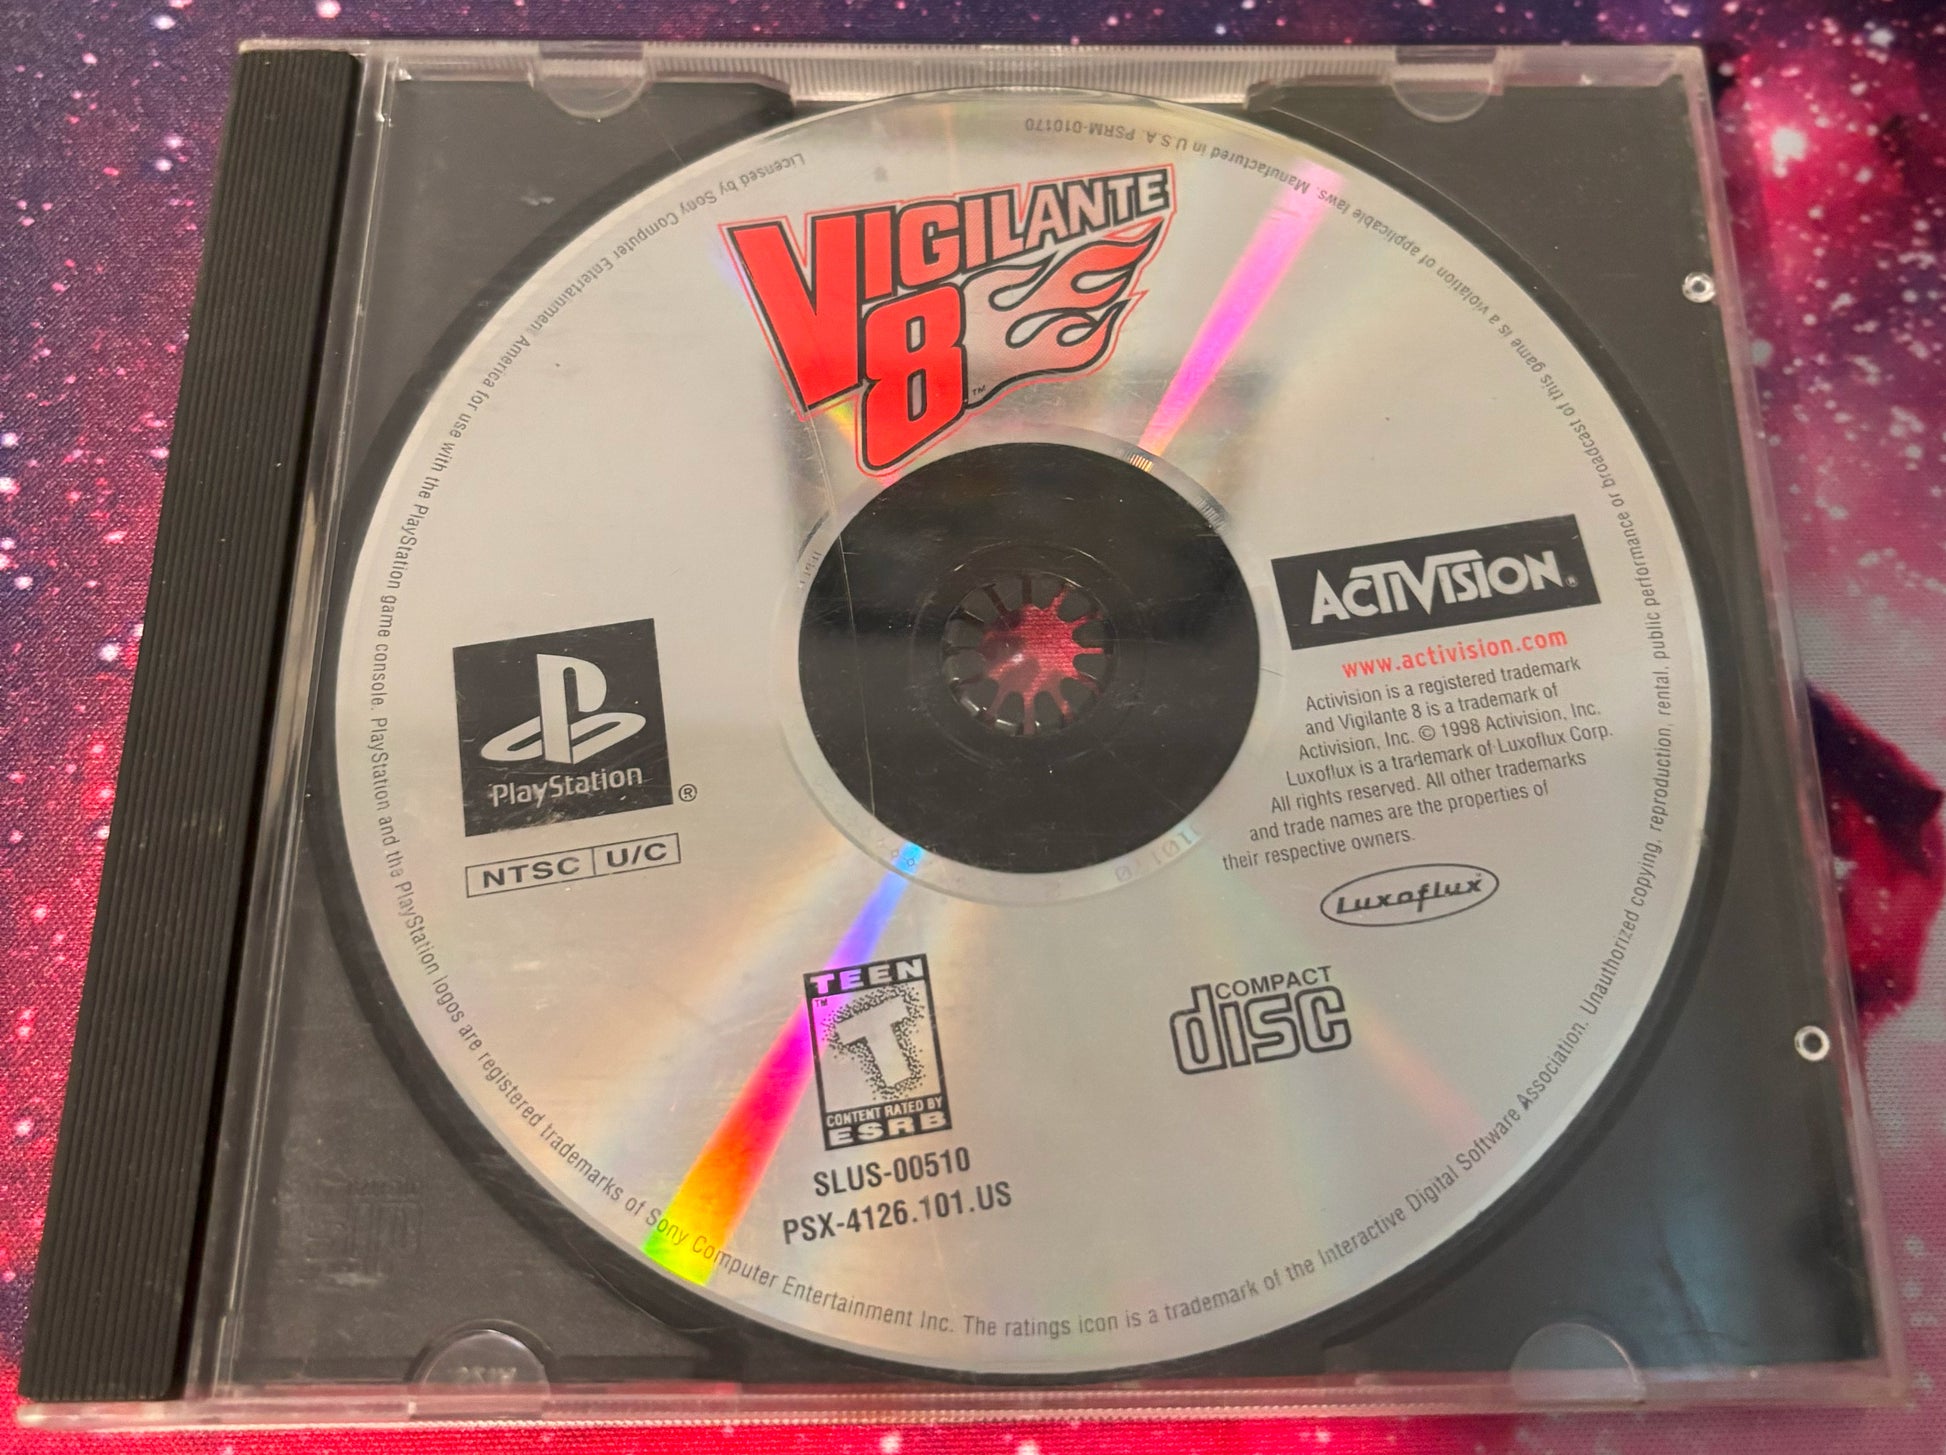 VIGILANTE
8 ™
PlayStation ®
NTSC U/C
ACTIVISION®
www.activision.com
Activision is a registered trademark
and Vigilante 8 is a trademark of
Activision, Inc. © 1998 Activision, Inc.
Luxoflux is a trademark of Luxoflux Corp.
All rights reserved. All other trademarks
and trade names are the properties of
their respective owners.
Luxoflux
COMPACT
disc
TEEN
™
T
CONTENT RATED BY
ESRB
SLUS-00510
PSX-4126.101.US
Licensed by Sony Computer Entertainment America for use with the PlayStation game console. PlayStation and the PlayStation logos are registered trademarks of Sony Computer Entertainment Inc. The ratings icon is a trademark of the Interactive Digital Software Association. Unauthorized copying, reproduction, rental, public performance or broadcast of this game is a violation of applicable laws. Manufactured in U.S.A. PSRM-010170